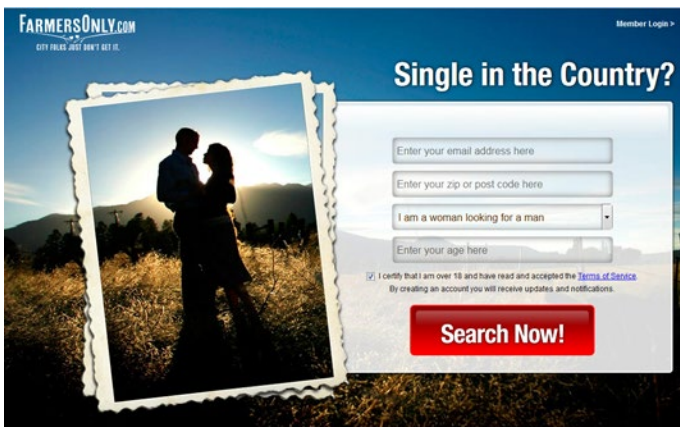 FARMERSONLY.COM
CITY FOLKS JUST DON'T GET IT.
Member Login >
Single in the Country?
Enter your email address here
Enter your zip or post code here
I am a woman looking for a man
Enter your age here
I certify that I am over 18 and have read and accepted the Terms of Service.
By creating an account you will receive updates and notifications.
Search Now!